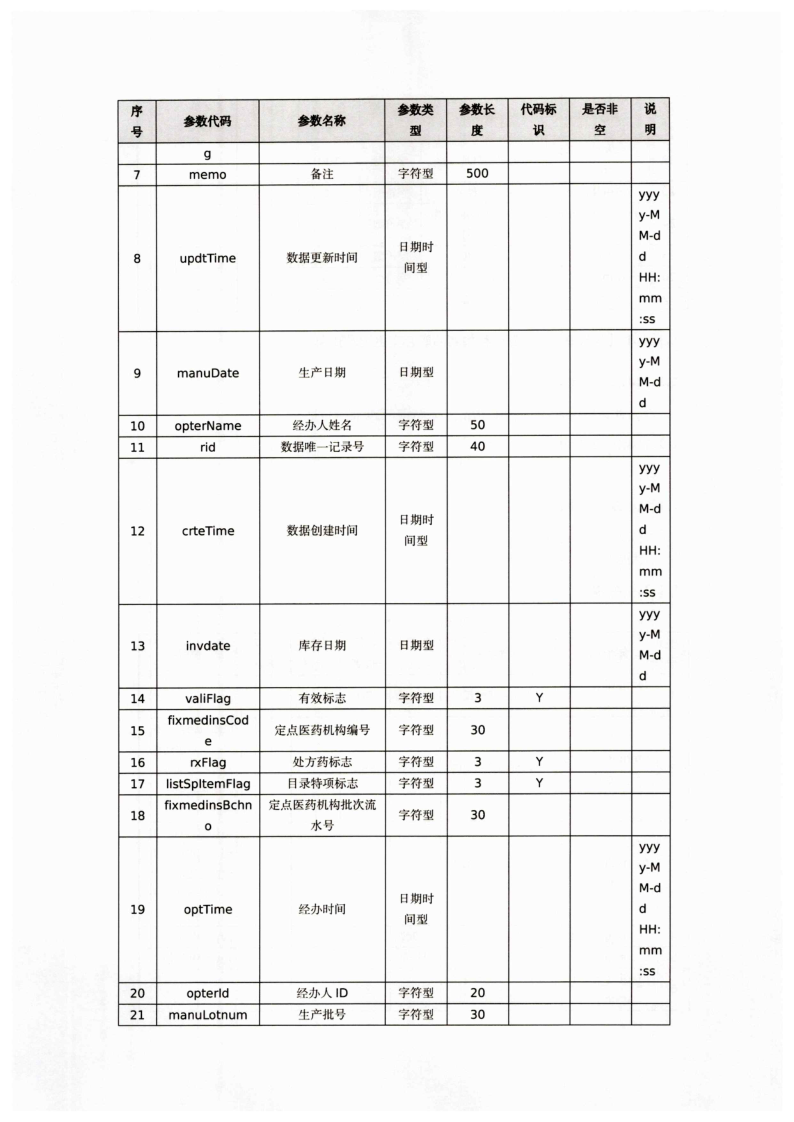 序号 参数代码 参数名称 参数类型 参数长度 代码标识 是否非空 说明
g
7 memo 备注 字符型 500
8 updtTime 数据更新时间 日期时间型 yyyy-MM-dd HH:mm:ss
9 manuDate 生产日期 日期型 yyyy-MM-dd
10 opterName 经办人姓名 字符型 50
11 rid 数据唯一记录号 字符型 40
12 crteTime 数据创建时间 日期时间型 yyyy-MM-dd HH:mm:ss
13 invdate 库存日期 日期型 yyyy-MM-dd
14 valiFlag 有效标志 字符型 3 Y
15 fixmedinsCode 定点医药机构编号 字符型 30
16 rxFlag 处方药标志 字符型 3 Y
17 listSpItemFlag 目录特项标志 字符型 3 Y
18 fixmedinsBchno 定点医药机构批次流水号 字符型 30
19 optTime 经办时间 日期时间型 yyyy-MM-dd HH:mm:ss
20 opterId 经办人 ID 字符型 20
21 manuLotnum 生产批号 字符型 30